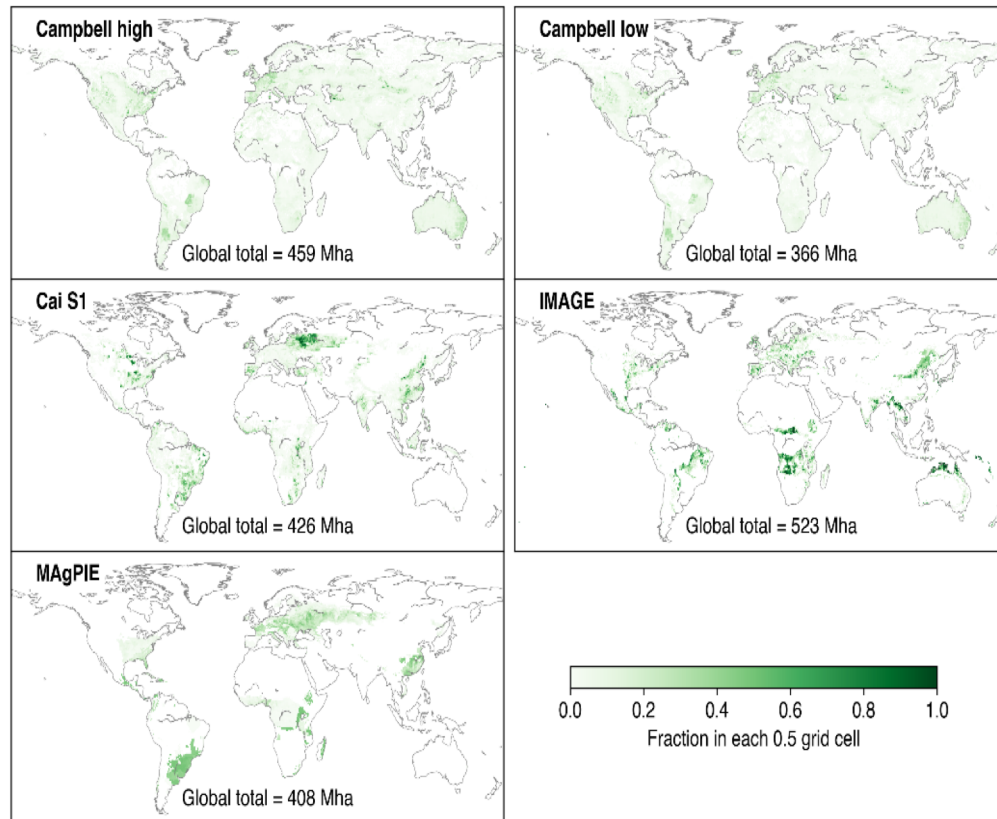 Campbell high
Campbell low
Global total = 459 Mha
Global total = 366 Mha
Cai S1
IMAGE
Global total = 426 Mha
Global total = 523 Mha
MAgPIE
Global total = 408 Mha
0.0 0.2 0.4 0.6 0.8 1.0
Fraction in each 0.5 grid cell